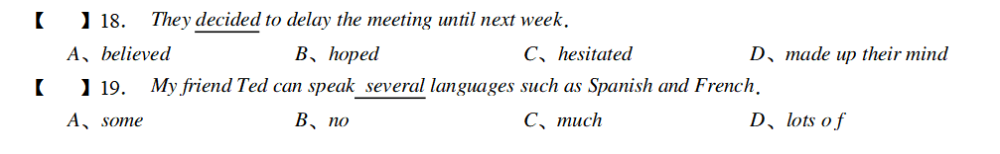 【 】18. They decided to delay the meeting until next week.
A、believed B、hoped C、hesitated D、made up their mind
【 】19. My friend Ted can speak several languages such as Spanish and French.
A、some B、no C、much D、lots of